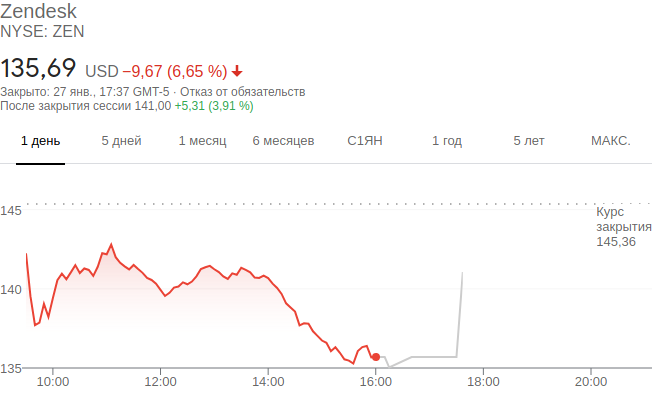 Zendesk
NYSE: ZEN
135,69 USD −9,67 (6,65 %)
Закрыто: 27 янв., 17:37 GMT-5 · Отказ от обязательств
После закрытия сессии 141,00 +5,31 (3,91 %)
1 день 5 дней 1 месяц 6 месяцев С1ЯН 1 год 5 лет МАКС.
145
Курс
закрытия
145,36
140
135
10:00 12:00 14:00 16:00 18:00 20:00